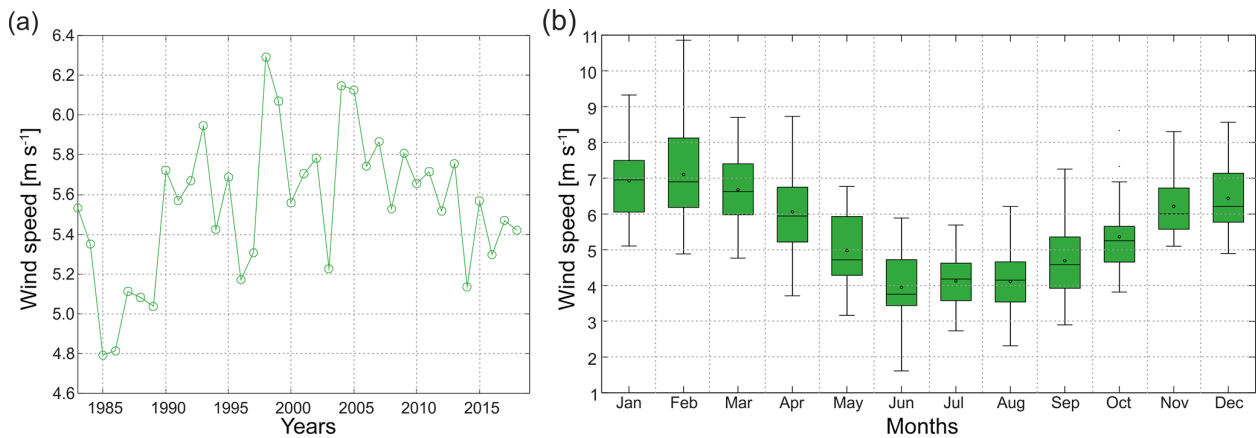 (a)
Wind speed [m s⁻¹]
6.4
6.2
6.0
5.8
5.6
5.4
5.2
5.0
4.8
4.6
1985 1990 1995 2000 2005 2010 2015
Years
(b)
Wind speed [m s⁻¹]
11
10
9
8
7
6
5
4
3
2
1
Jan Feb Mar Apr May Jun Jul Aug Sep Oct Nov Dec
Months